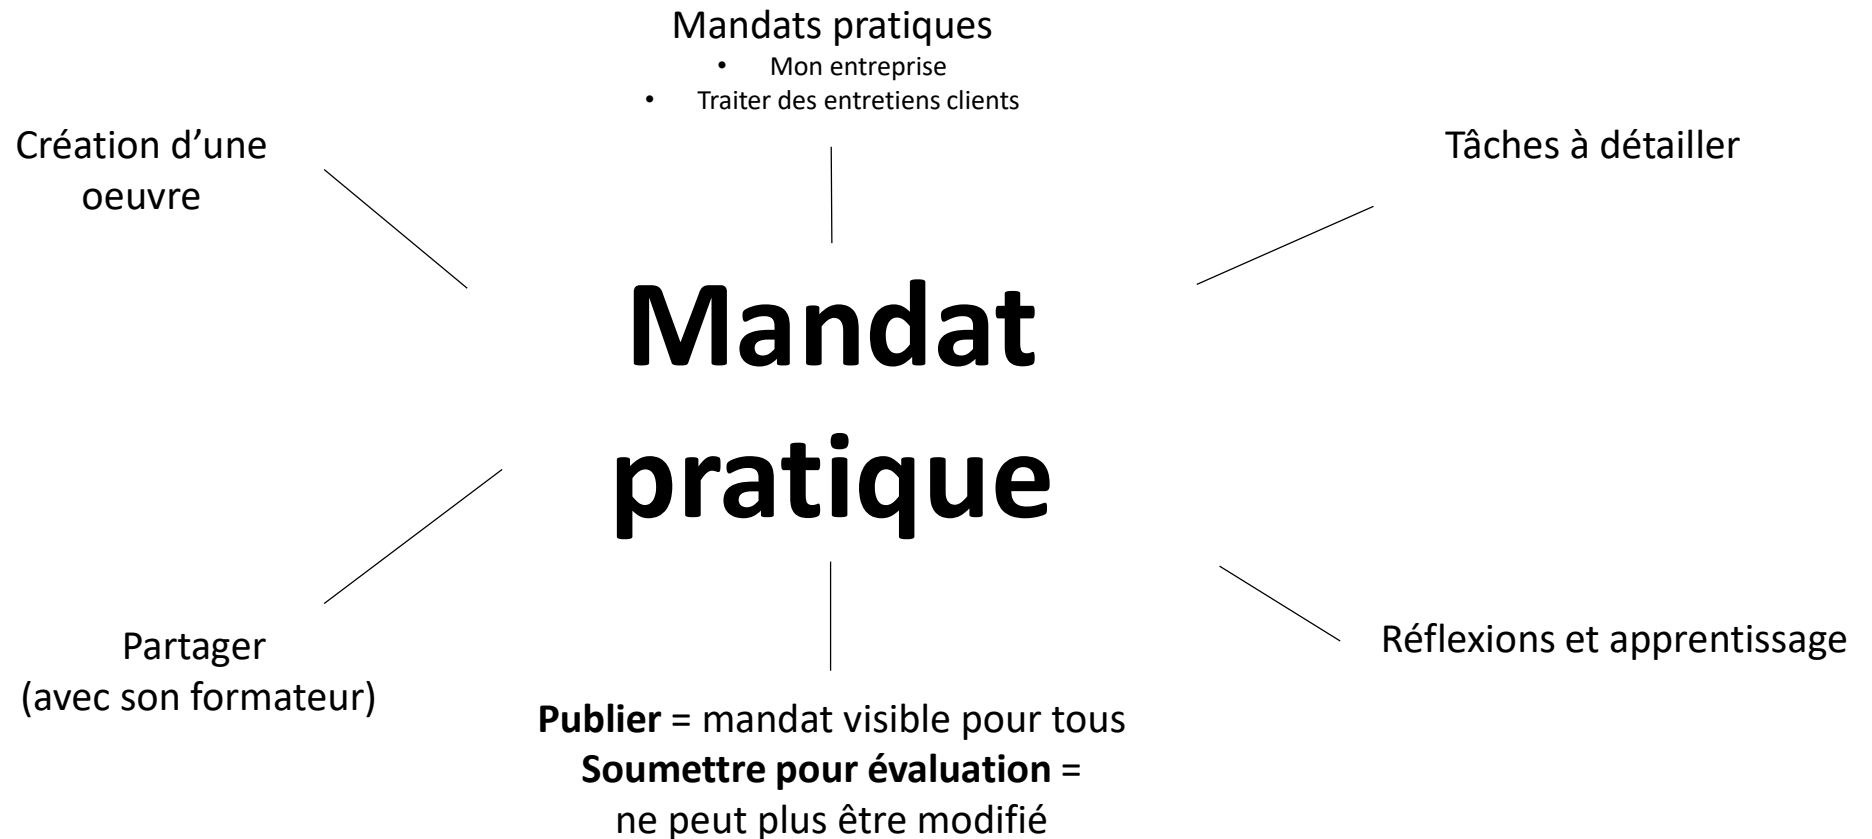 Mandats pratiques
• Mon entreprise
• Traiter des entretiens clients
Création d’une
oeuvre
Tâches à détailler
Mandat
pratique
Partager
(avec son formateur)
Réflexions et apprentissage
Publier = mandat visible pour tous
Soumettre pour évaluation =
ne peut plus être modifié